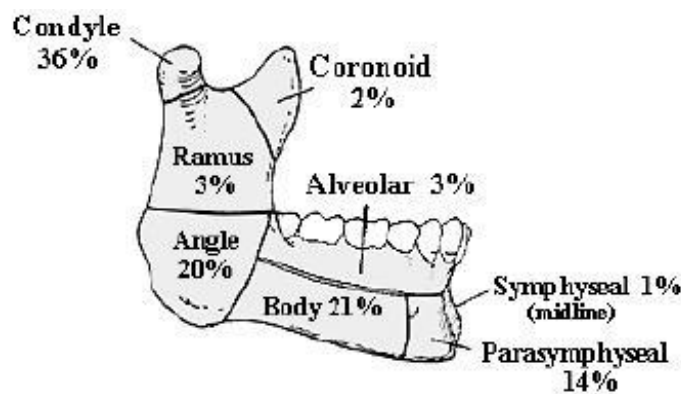 Condyle
36%
Coronoid
2%
Ramus
3%
Alveolar 3%
Angle
20%
Body 21%
Symphyseal 1%
(midline)
Parasymphyseal
14%